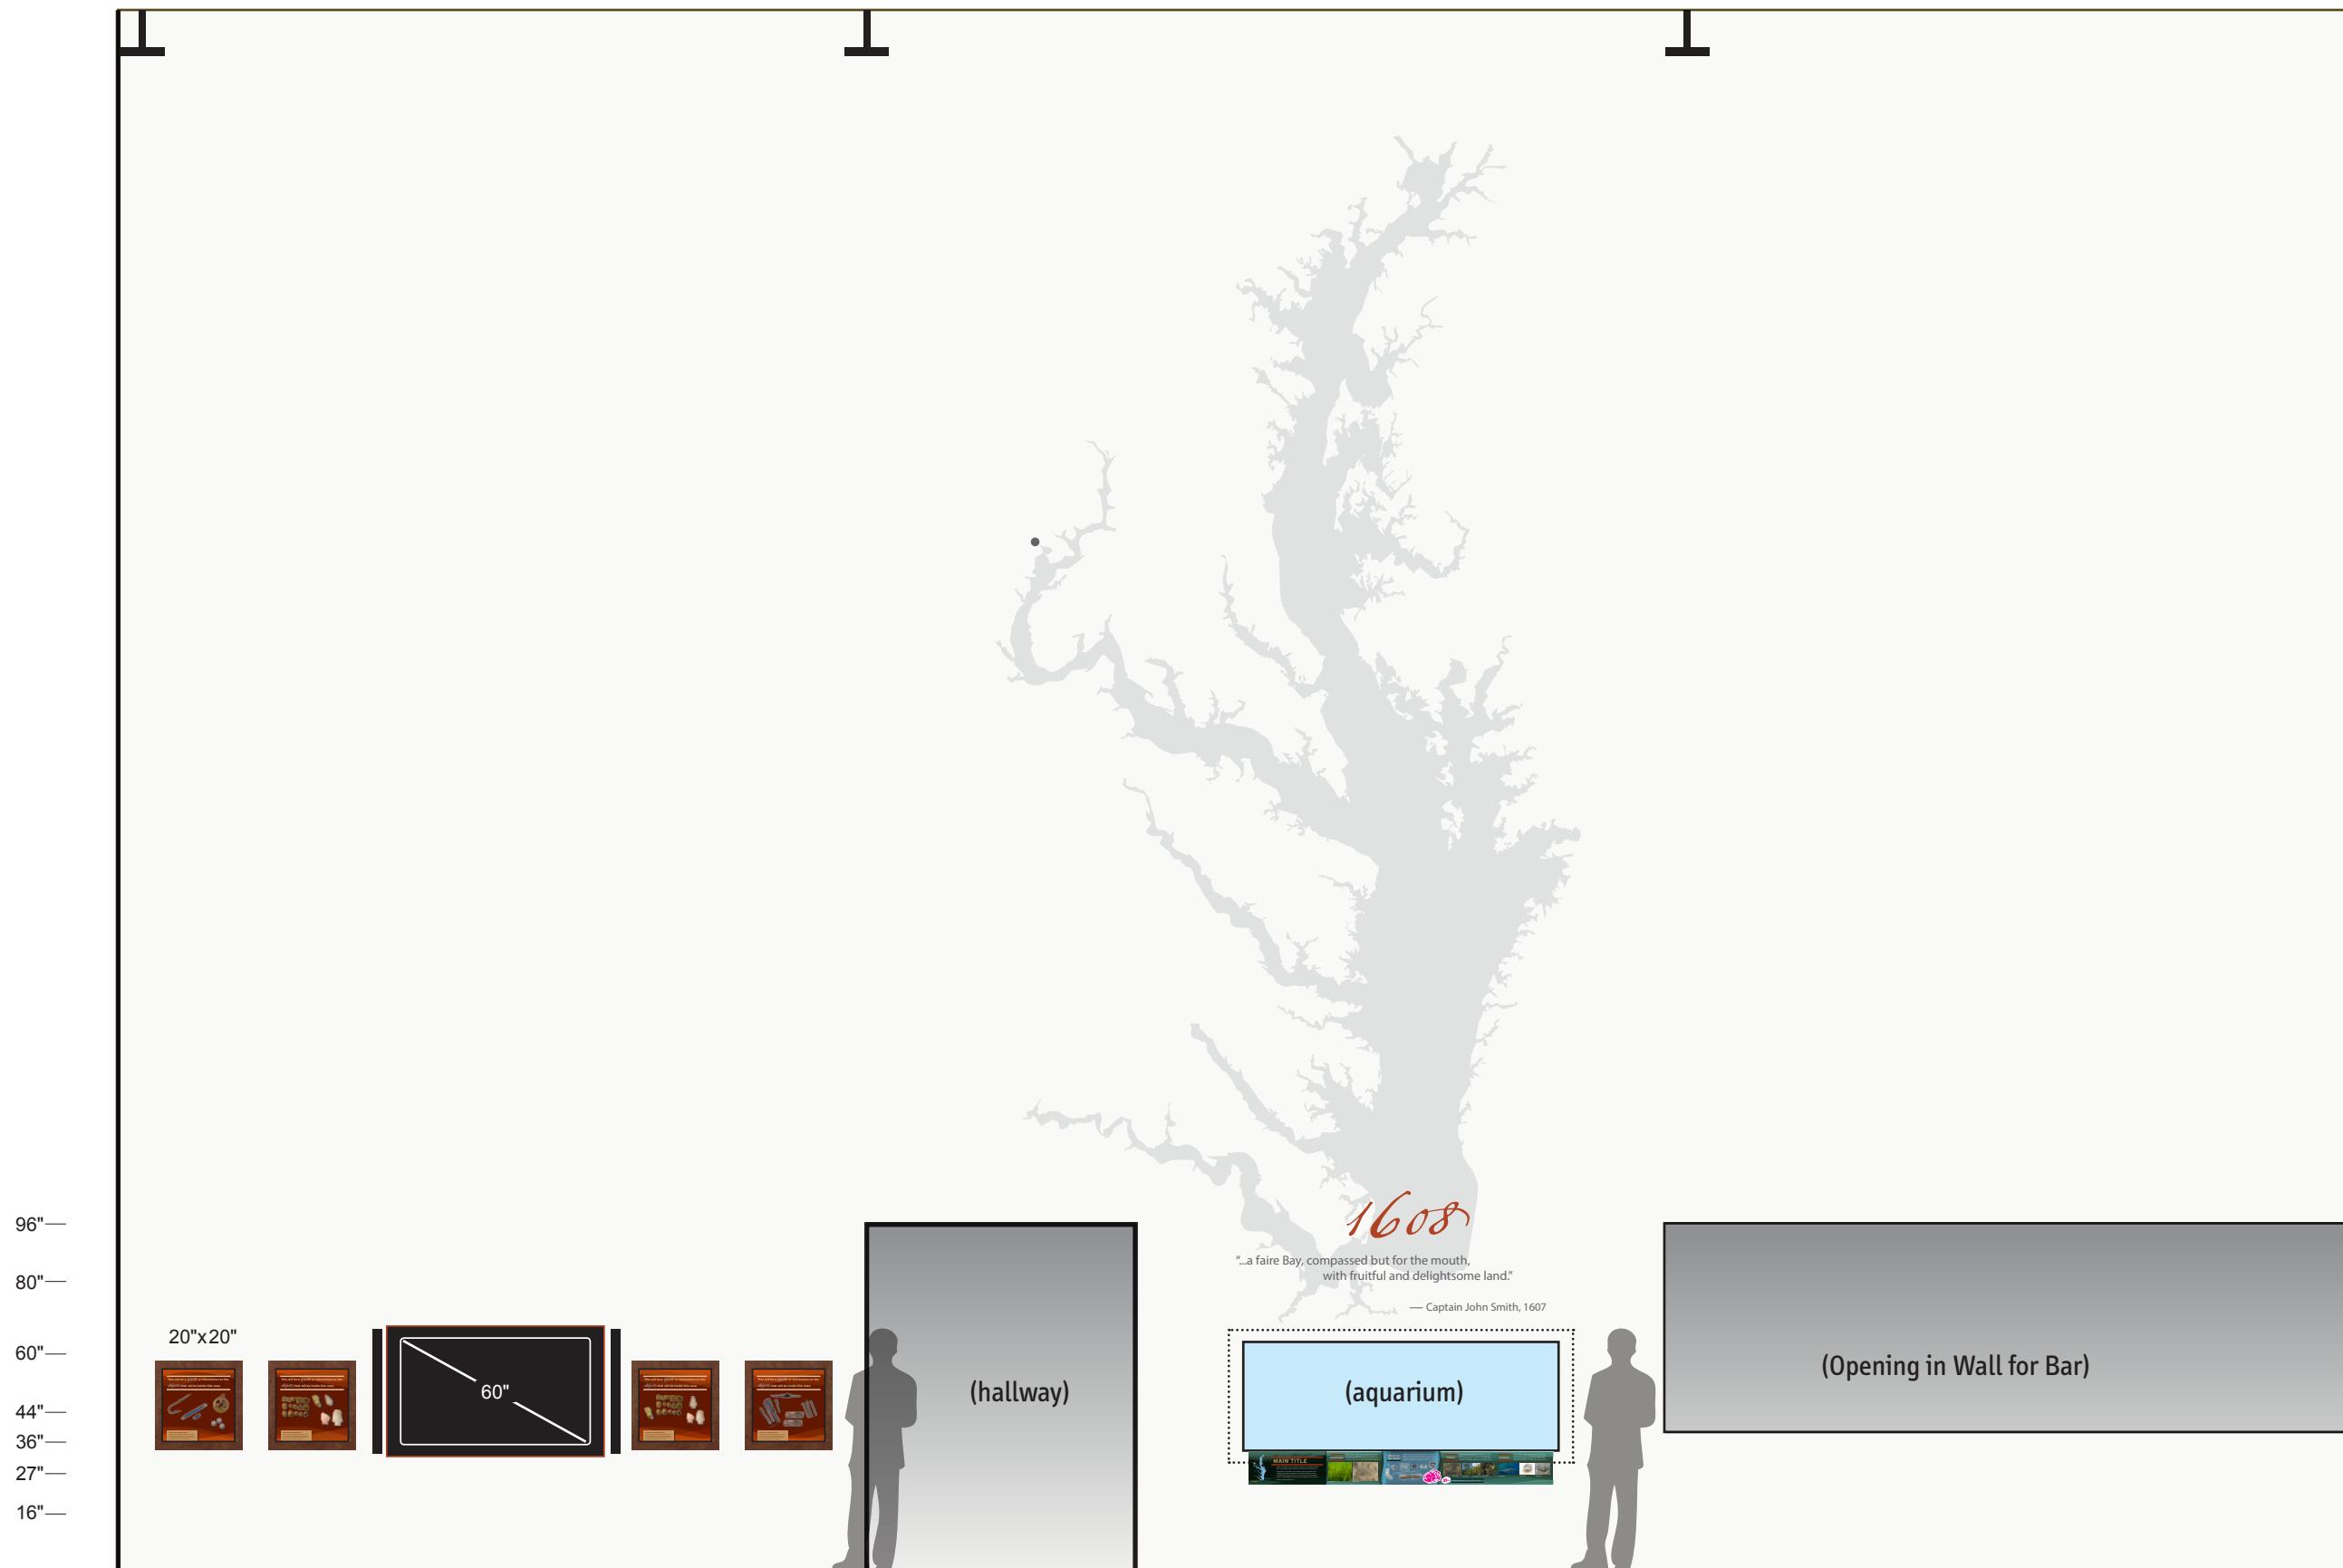 1608
“...a faire Bay, compassed but for the mouth,
with fruitful and delightsome land.”
— Captain John Smith, 1607
96"
80"
60"
44"
36"
27"
16"
20"x20"
60"
(hallway)
(aquarium)
(Opening in Wall for Bar)
MAIN TITLE